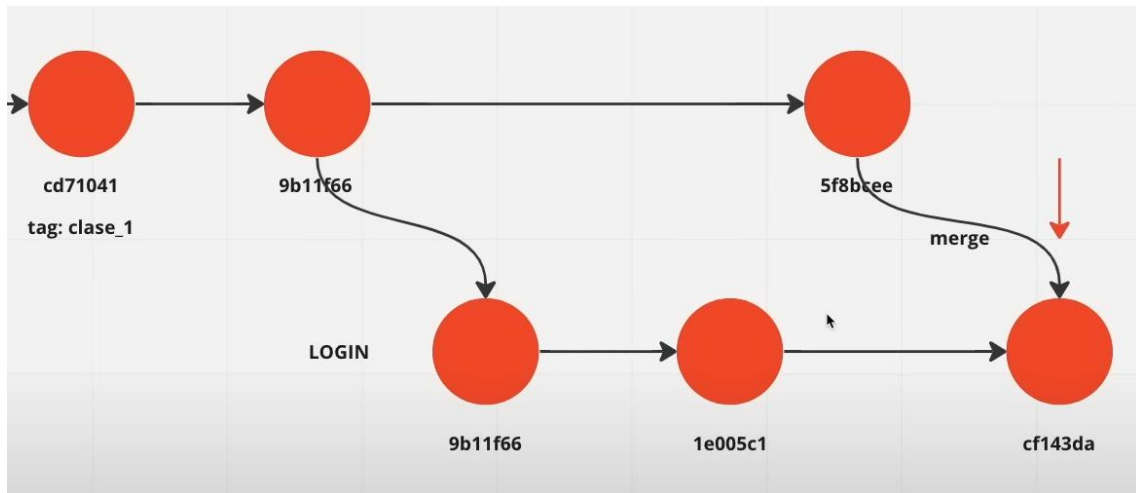 cd71041
9b11f66
5f8bcee
tag: clase_1
merge
LOGIN
9b11f66
1e005c1
cf143da